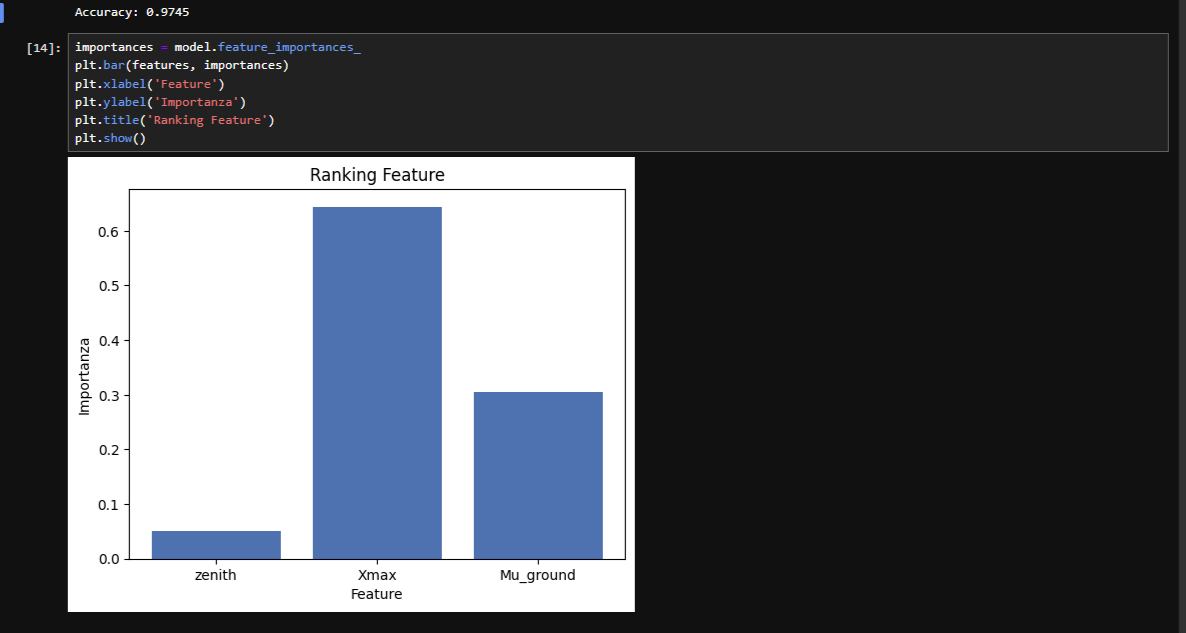 Accuracy: 0.9745
[14]: importances = model.feature_importances_
plt.bar(features, importances)
plt.xlabel('Feature')
plt.ylabel('Importanza')
plt.title('Ranking Feature')
plt.show()
Ranking Feature
Importanza
0.6
0.5
0.4
0.3
0.2
0.1
0.0
zenith Xmax Mu_ground
Feature